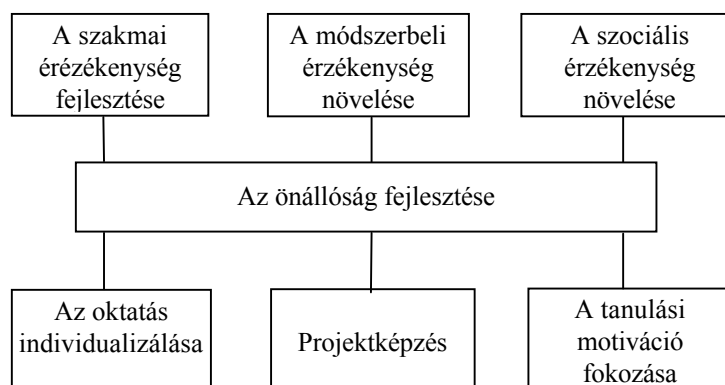 A szakmai
érézékenység
fejlesztése
A módszerbeli
érzékenység
növelése
A szociális
érzékenység
növelése
Az önállóság fejlesztése
Az oktatás
individualizálása
Projektképzés
A tanulási
motiváció
fokozása